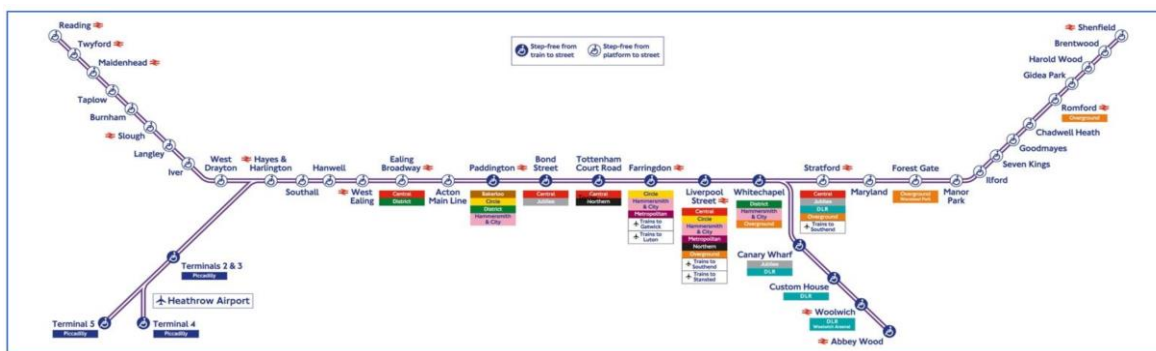 Reading
Twyford
Maidenhead
Taplow
Burnham
Slough
Langley
Iver
West
Drayton
Hayes &
Harlington
Southall
Hanwell
West
Ealing
Ealing
Broadway
Central
District
Acton
Main Line
Paddington
Bakerloo
Circle
District
Hammersmith
& City
Bond
Street
Central
Jubilee
Tottenham
Court Road
Central
Northern
Farringdon
Circle
Hammersmith
& City
Metropolitan
Trains to
Gatwick
Trains to
Luton
Liverpool
Street
Central
Circle
Hammersmith
& City
Metropolitan
Northern
Overground
Trains to
Southend
Trains to
Stansted
Whitechapel
District
Hammersmith
& City
Overground
Stratford
Central
Jubilee
DLR
Overground
Trains to
Southend
Maryland
Forest Gate
Overground
Wanstead Park
Manor
Park
Ilford
Seven Kings
Goodmayes
Chadwell Heath
Romford
Overground
Gidea Park
Harold Wood
Brentwood
Shenfield
Canary Wharf
Jubilee
DLR
Custom House
DLR
Woolwich
DLR
Woolwich Arsenal
Abbey Wood
Terminals 2 & 3
Piccadilly
Heathrow Airport
Terminal 5
Piccadilly
Terminal 4
Piccadilly
Step-free from
train to street
Step-free from
platform to street